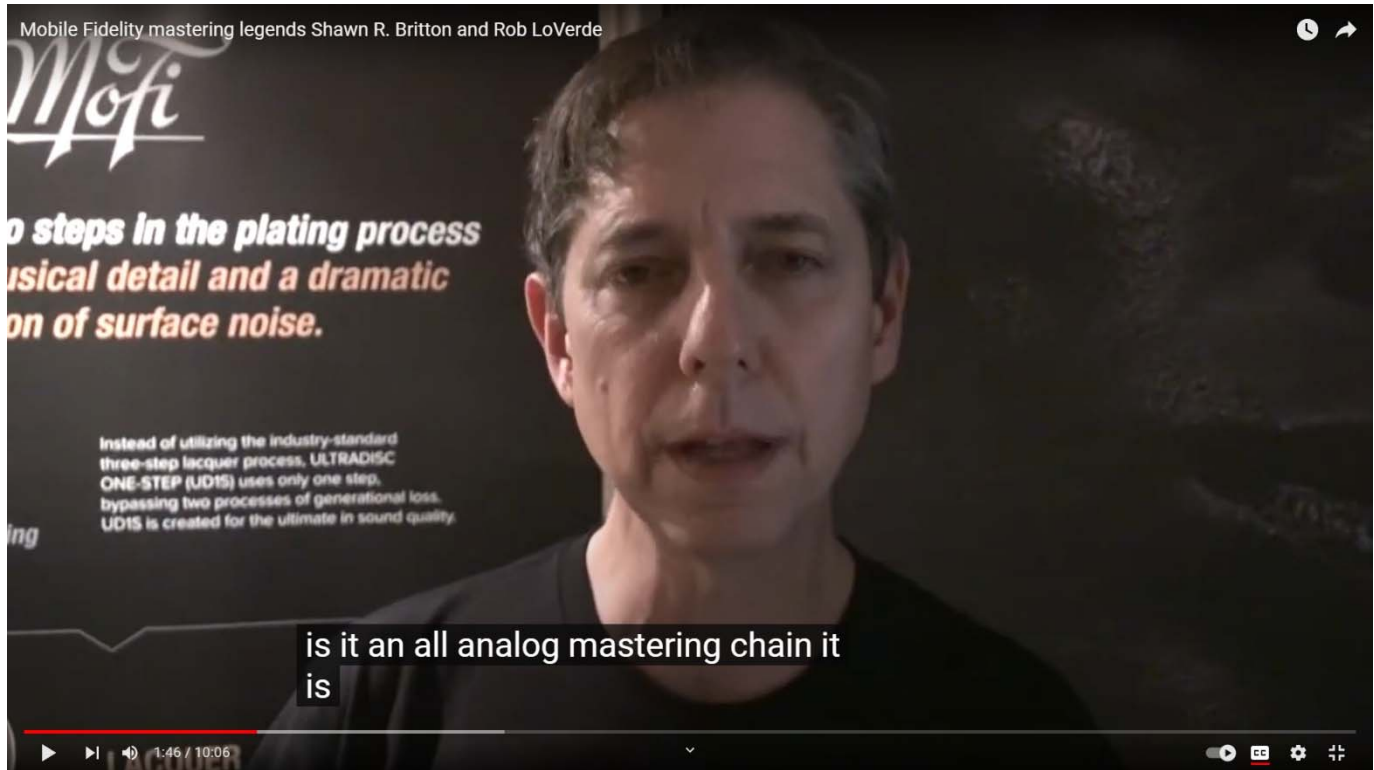 Mobile Fidelity mastering legends Shawn R. Britton and Rob LoVerde
Mofi
o steps in the plating process
usical detail and a dramatic
on of surface noise.
Instead of utilizing the industry-standard
three-step lacquer process, ULTRADISC
ONE-STEP (UD1S) uses only one step,
bypassing two processes of generational loss.
UD1S is created for the ultimate in sound quality.
ing
is it an all analog mastering chain it
is
LACQUER
1:46 / 10:06
CC